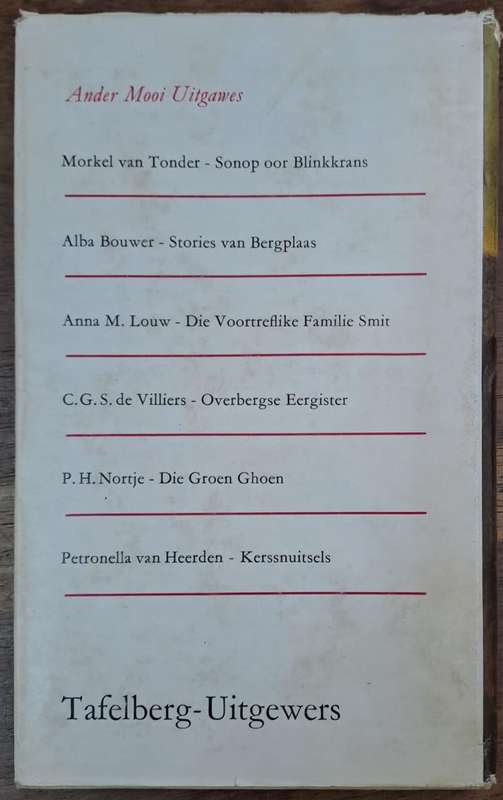 Ander Mooi Uitgawes
Morkel van Tonder - Sonop oor Blinkkrans
Alba Bouwer - Stories van Bergplaas
Anna M. Louw - Die Voortreflike Familie Smit
C.G.S. de Villiers - Overbergse Eergister
P. H. Nortje - Die Groen Ghoen
Petronella van Heerden - Kerssnuitsels
Tafelberg-Uitgewers